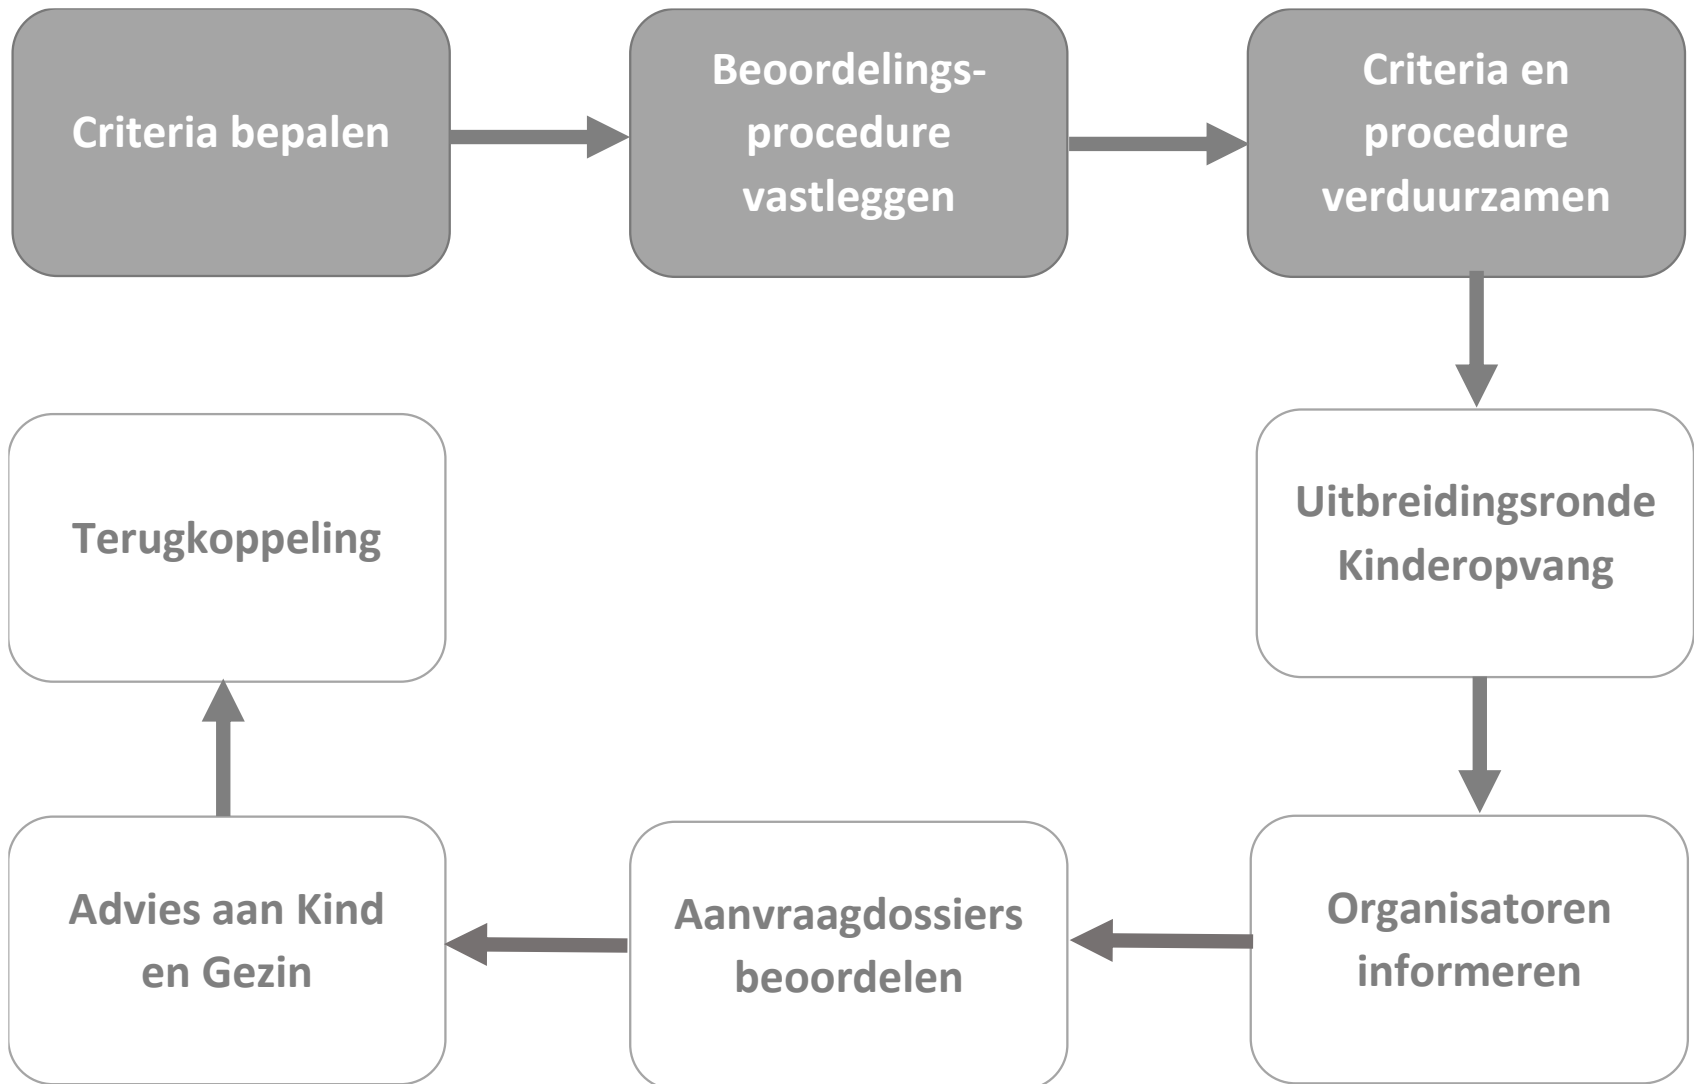 Criteria bepalen
Beoordelings-
procedure
vastleggen
Criteria en
procedure
verduurzamen
Uitbreidingsronde
Kinderopvang
Organisatoren
informeren
Aanvraagdossiers
beoordelen
Advies aan Kind
en Gezin
Terugkoppeling